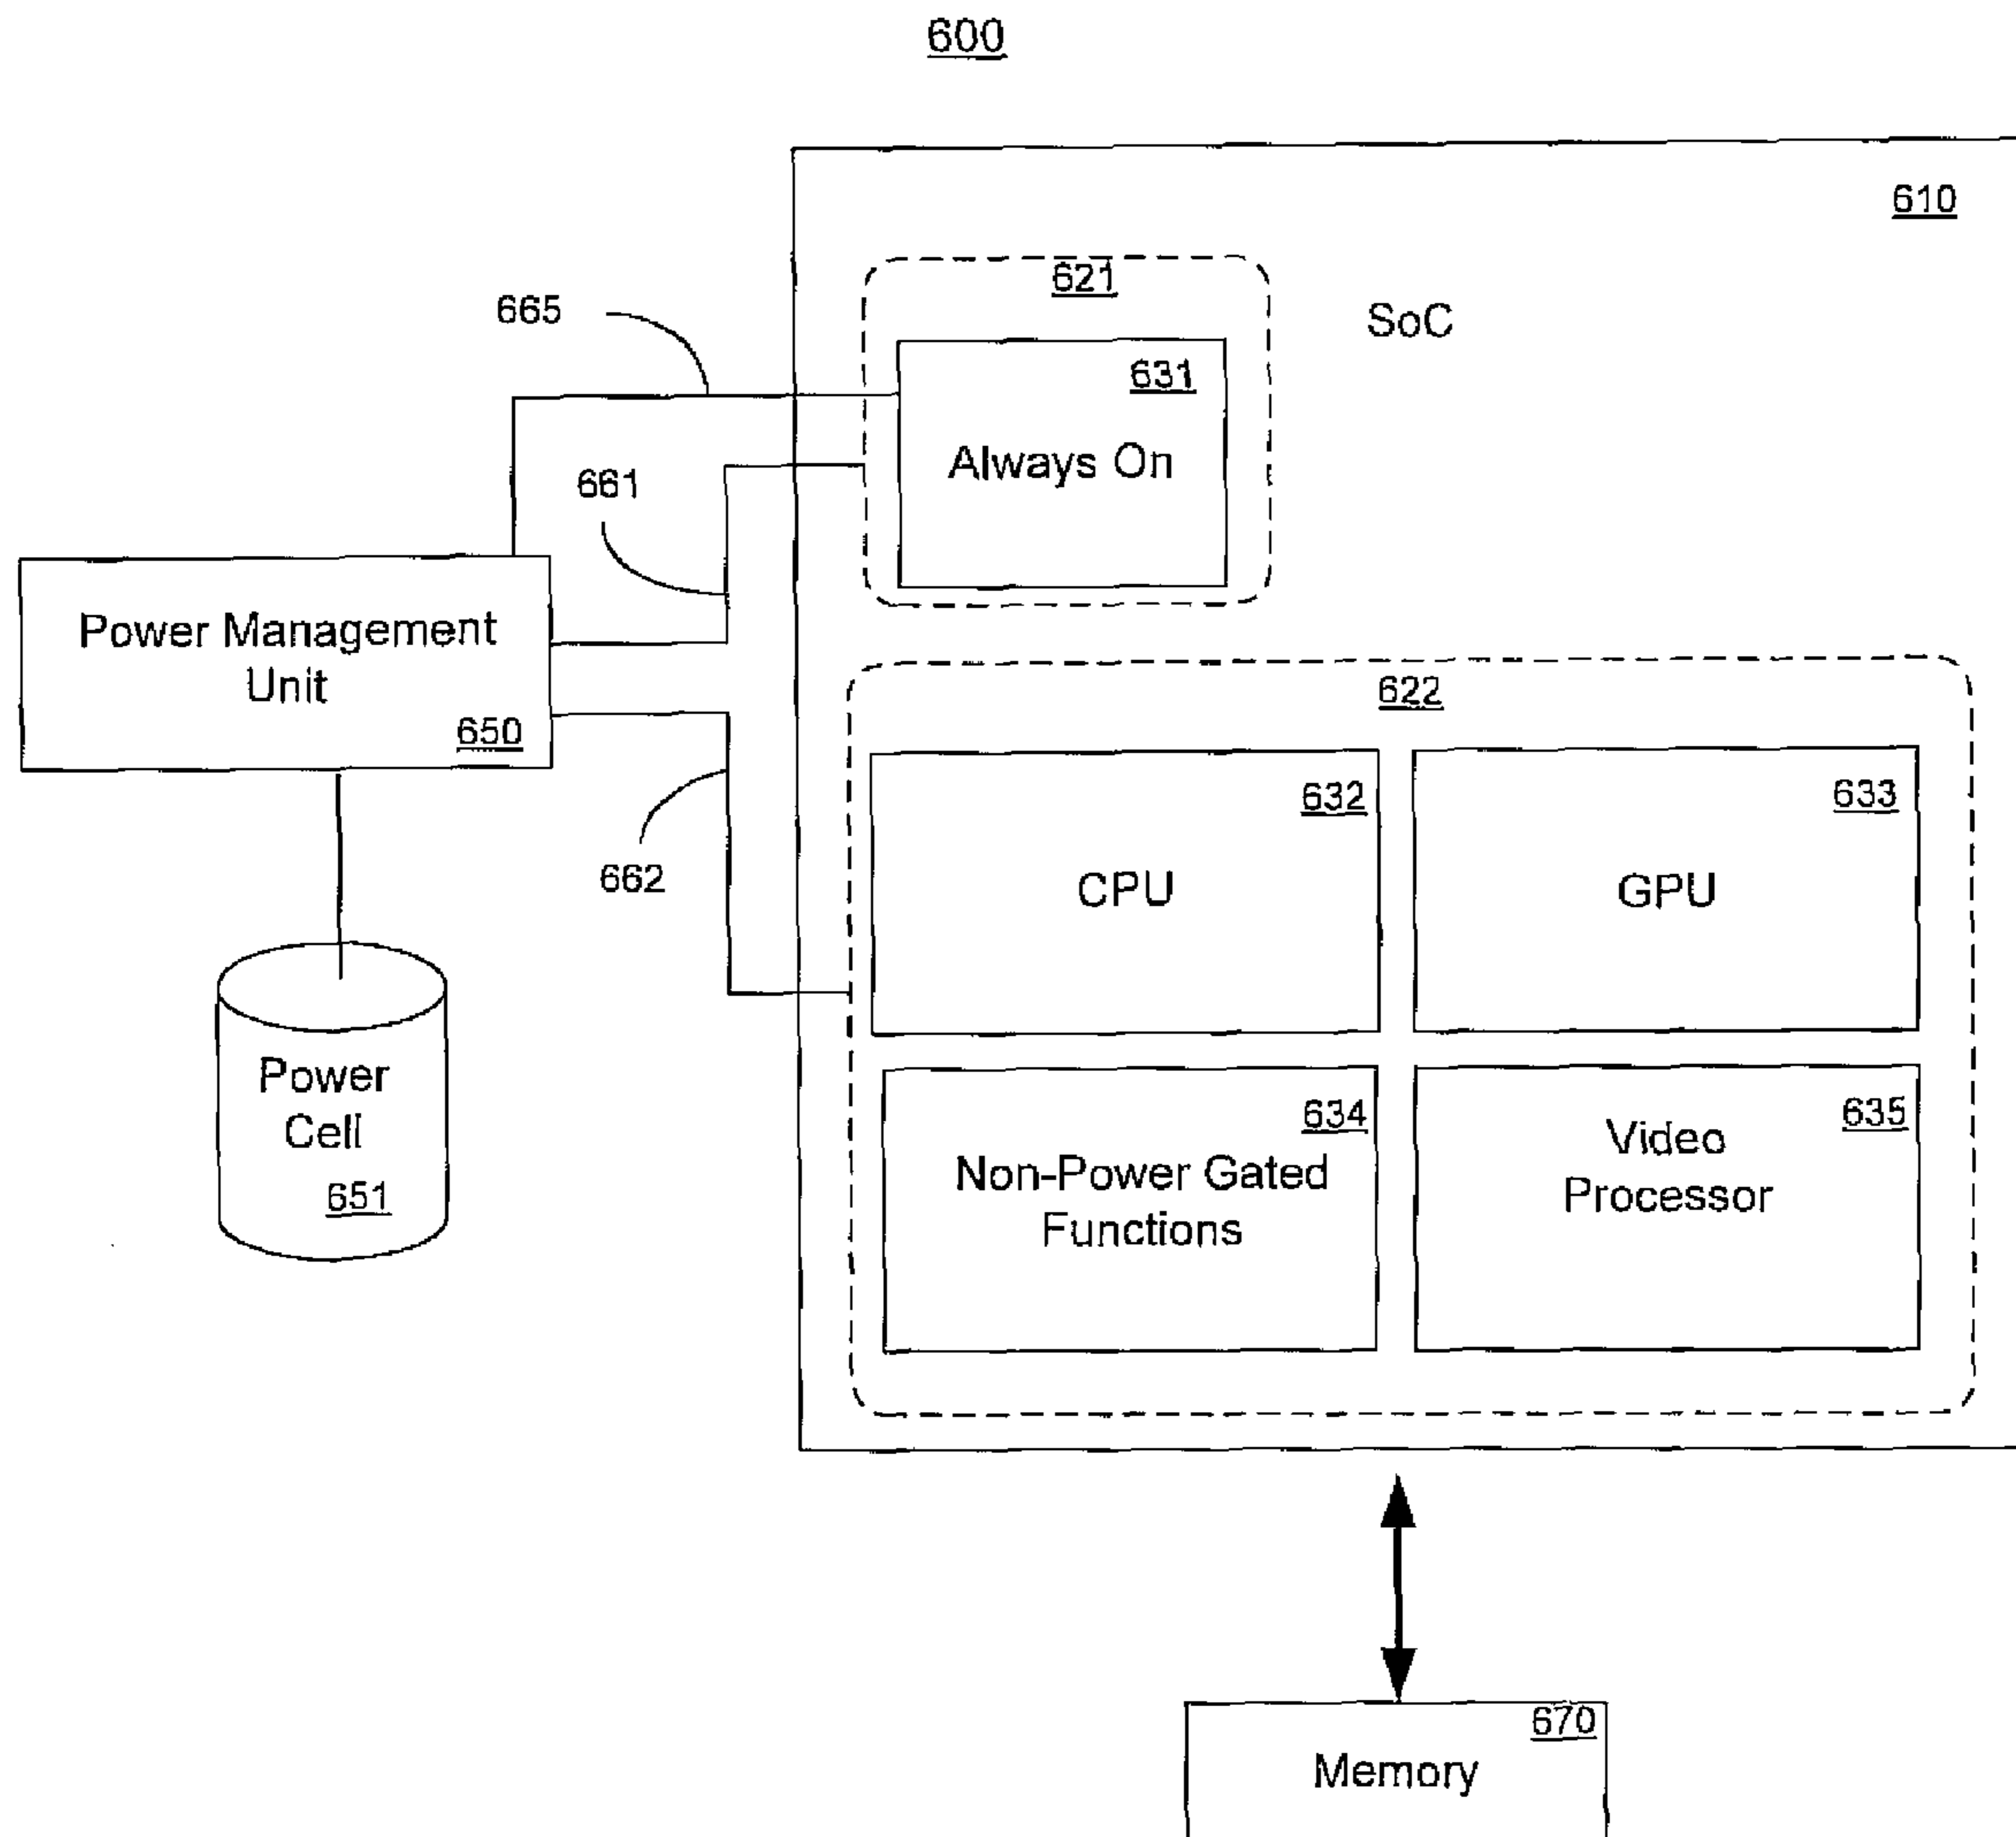 600
610
621
SoC
665
631
Always On
661
Power Management
Unit
650
622
632
CPU
633
GPU
662
Power
Cell
651
634
Non-Power Gated
Functions
635
Video
Processor
670
Memory